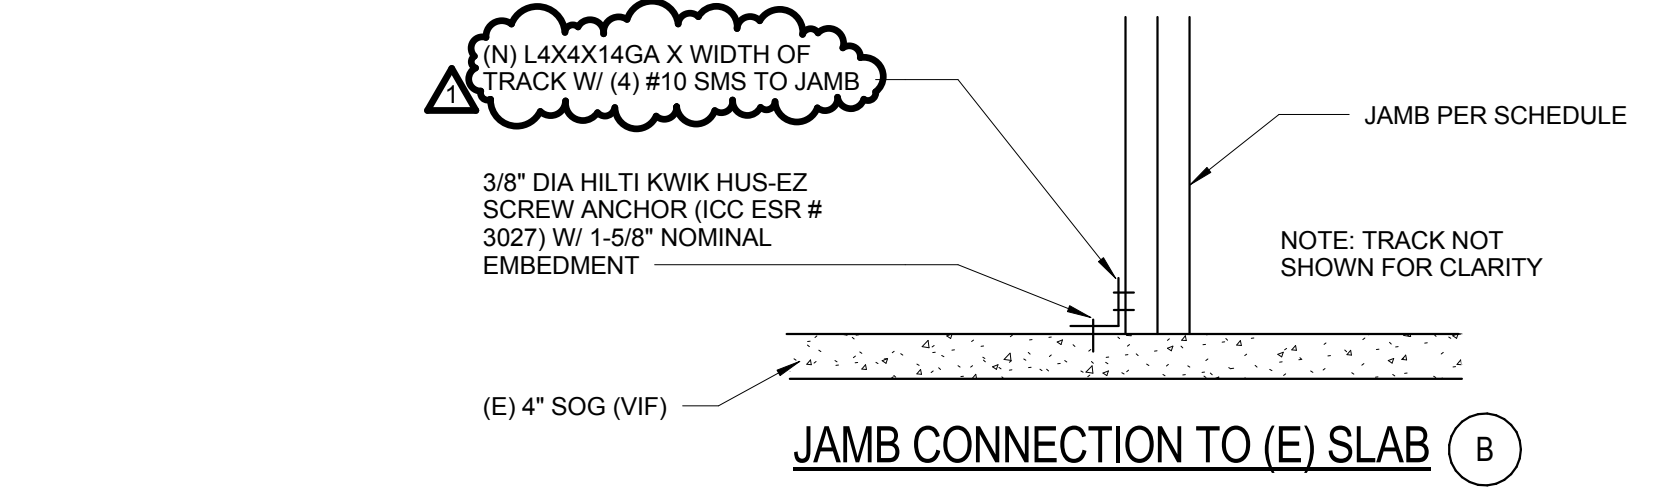 (N) L4X4X14GA X WIDTH OF
TRACK W/ (4) #10 SMS TO JAMB
1
JAMB PER SCHEDULE
3/8" DIA HILTI KWIK HUS-EZ
SCREW ANCHOR (ICC ESR #
3027) W/ 1-5/8" NOMINAL
EMBEDMENT
NOTE: TRACK NOT
SHOWN FOR CLARITY
(E) 4" SOG (VIF)
JAMB CONNECTION TO (E) SLAB
B